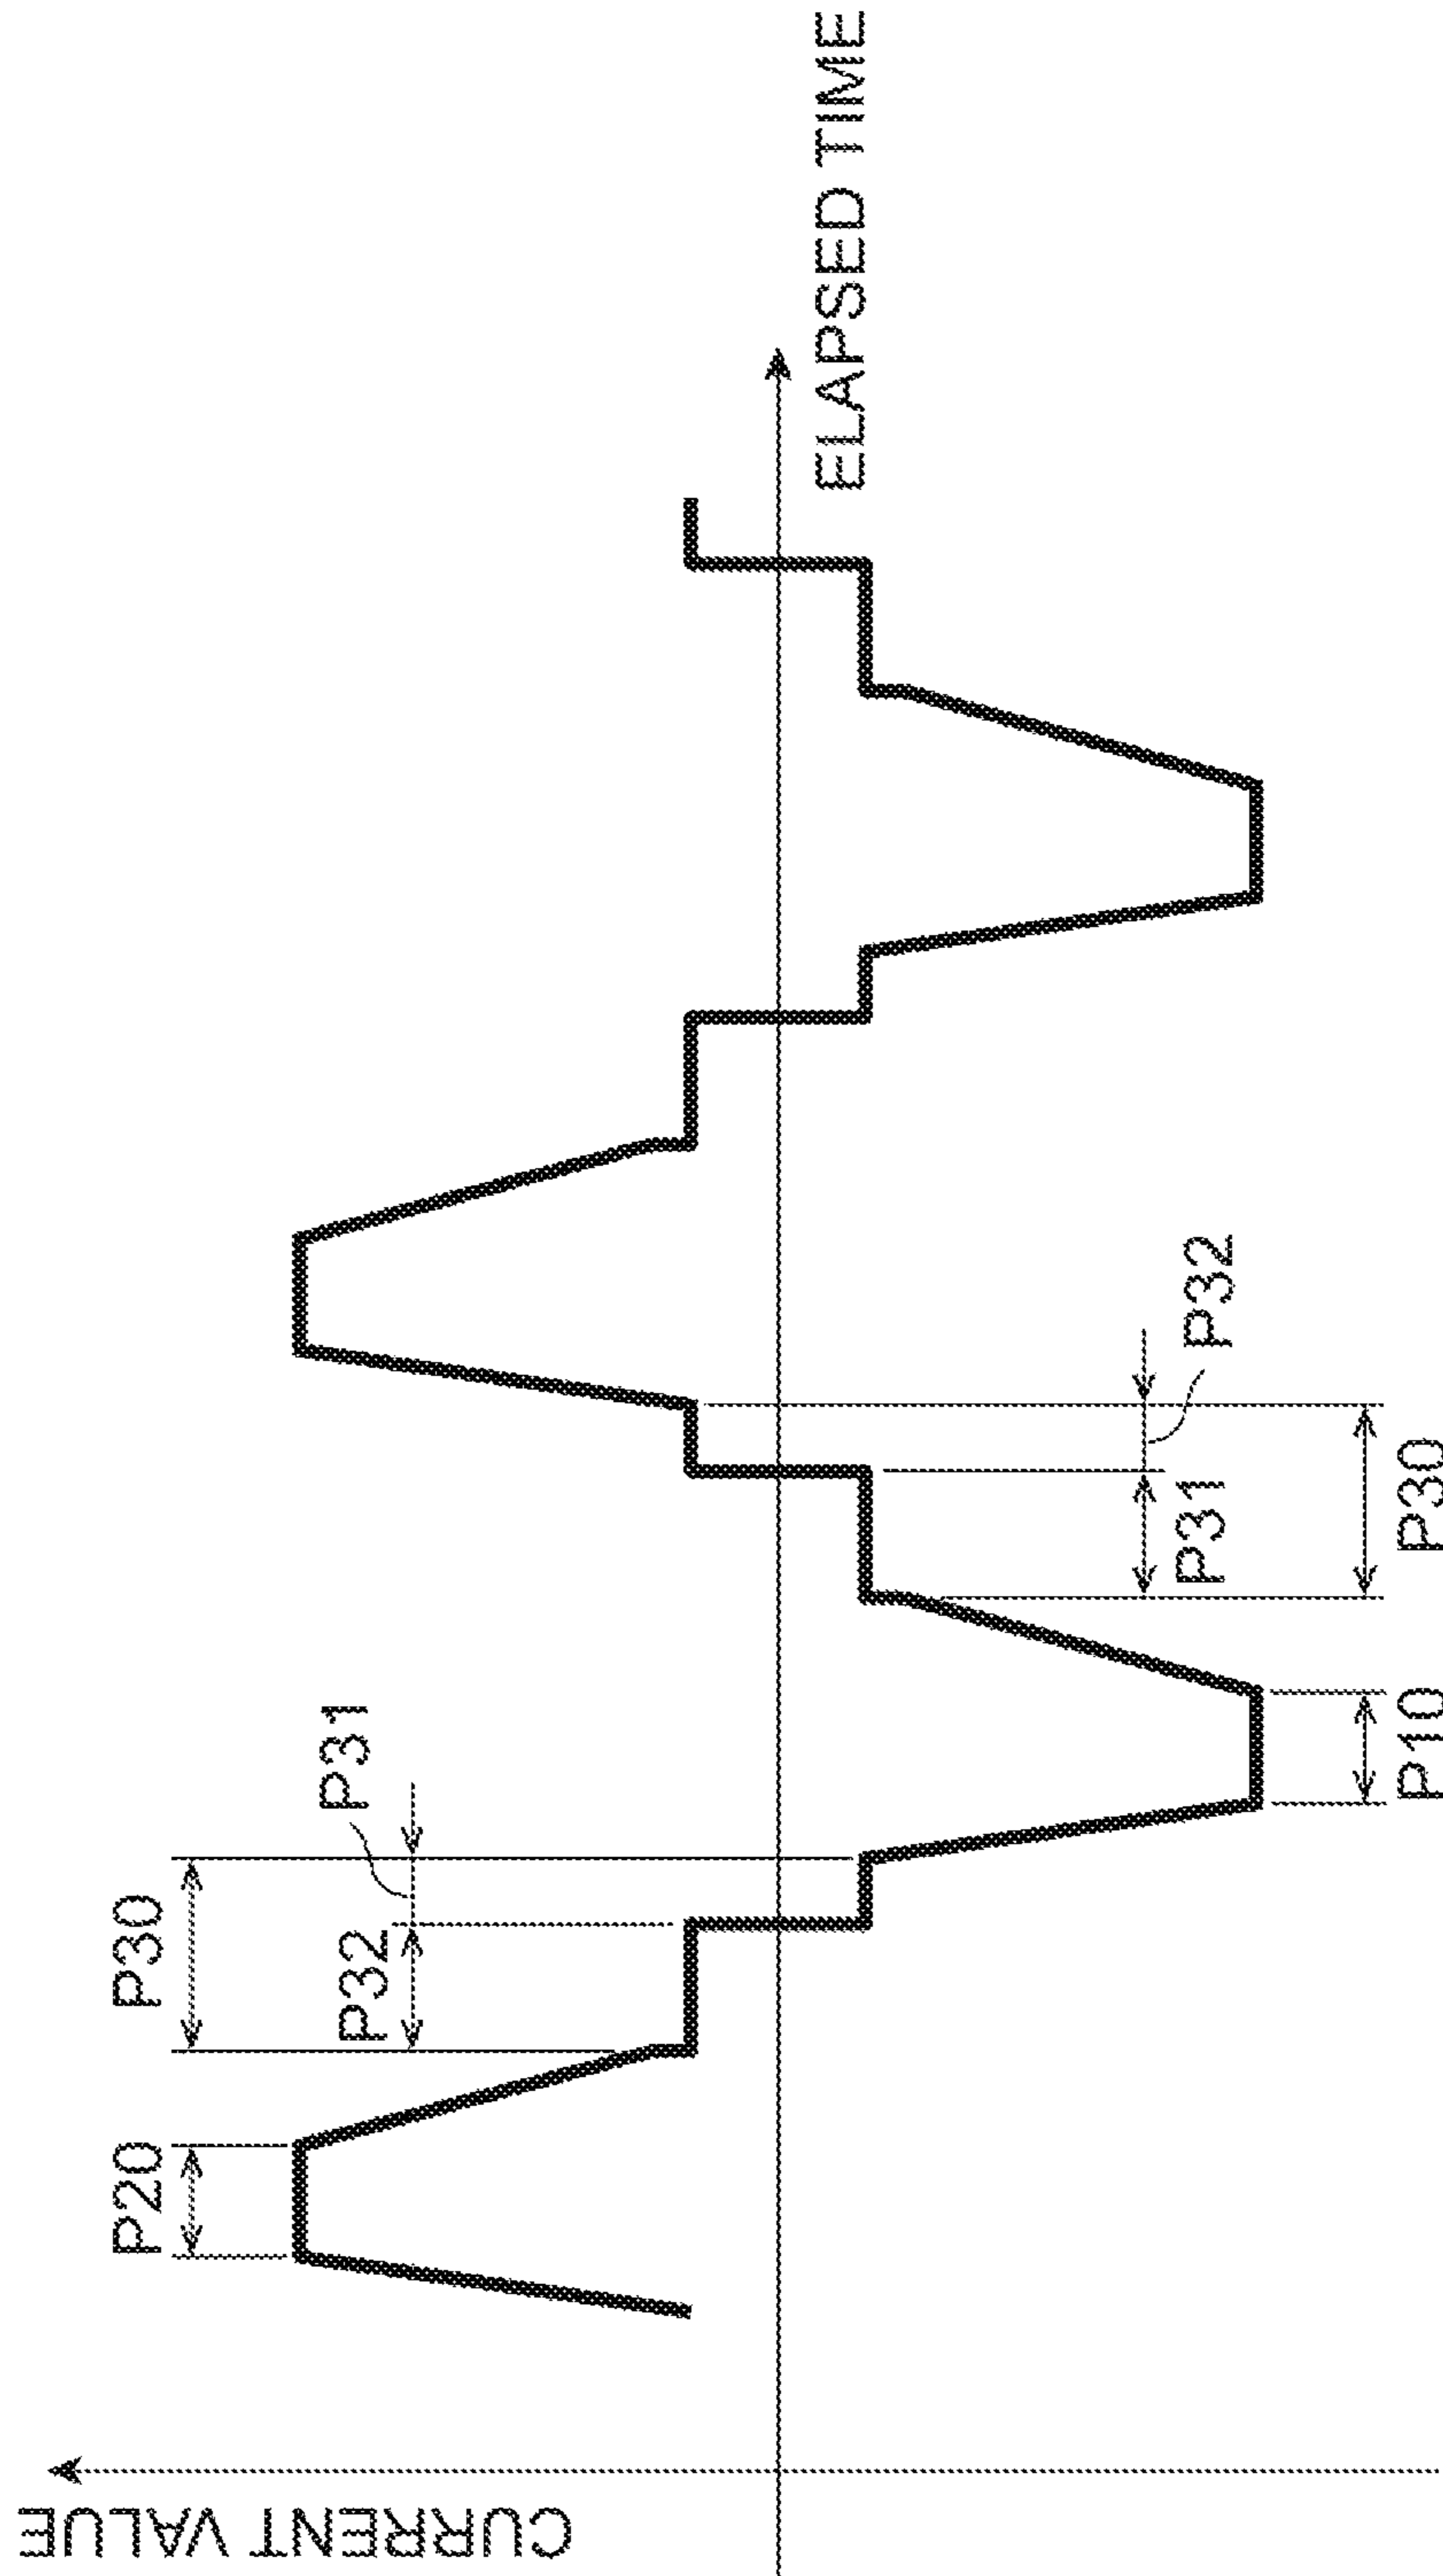 CURRENT VALUE
P20
P30
P32
P31
ELAPSED TIME
P31
P32
P10
P30